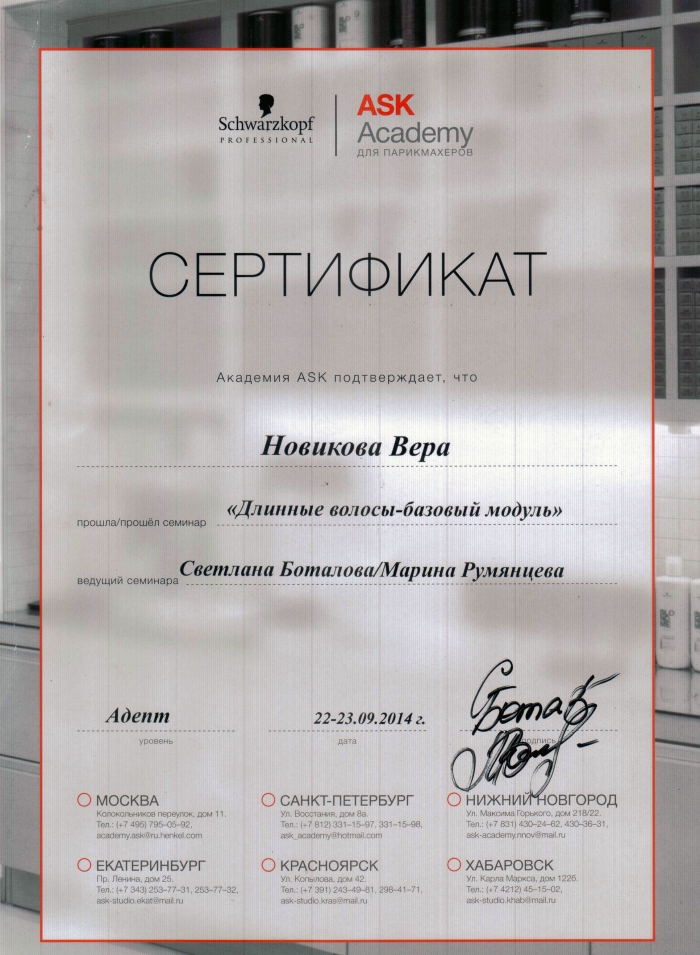 Schwarzkopf
PROFESSIONAL
ASK
Academy
ДЛЯ ПАРИКМАХЕРОВ
СЕРТИФИКАТ
Академия ASK подтверждает, что
Новикова Вера
прошла/прошёл семинар «Длинные волосы-базовый модуль»
ведущий семинара Светлана Боталова/Марина Румянцева
Адепт
уровень
22-23.09.2014 г.
дата
подпись
МОСКВА
Колокольников переулок, дом 11.
Тел.: (+7 495) 795–05–92,
academy.ask@ru.henkel.com
САНКТ-ПЕТЕРБУРГ
Ул. Восстания, дом 8а.
Тел.: (+7 812) 331–15–97, 331–15–98,
ask_academy@hotmail.com
НИЖНИЙ НОВГОРОД
Ул. Максима Горького, дом 218/22.
Тел.: (+7 831) 430–24–62, 430–36–31,
ask-academy.nnov@mail.ru
ЕКАТЕРИНБУРГ
Пр. Ленина, дом 25.
Тел.: (+7 343) 253–77–31, 253–77–32,
ask-studio.ekat@mail.ru
КРАСНОЯРСК
Ул. Копылова, дом 42.
Тел.: (+7 391) 243–49–81, 298–41–71,
ask-studio.kras@mail.ru
ХАБАРОВСК
Ул. Карла Маркса, дом 122б.
Тел.: (+7 4212) 45–15–02,
ask-studio.khab@mail.ru